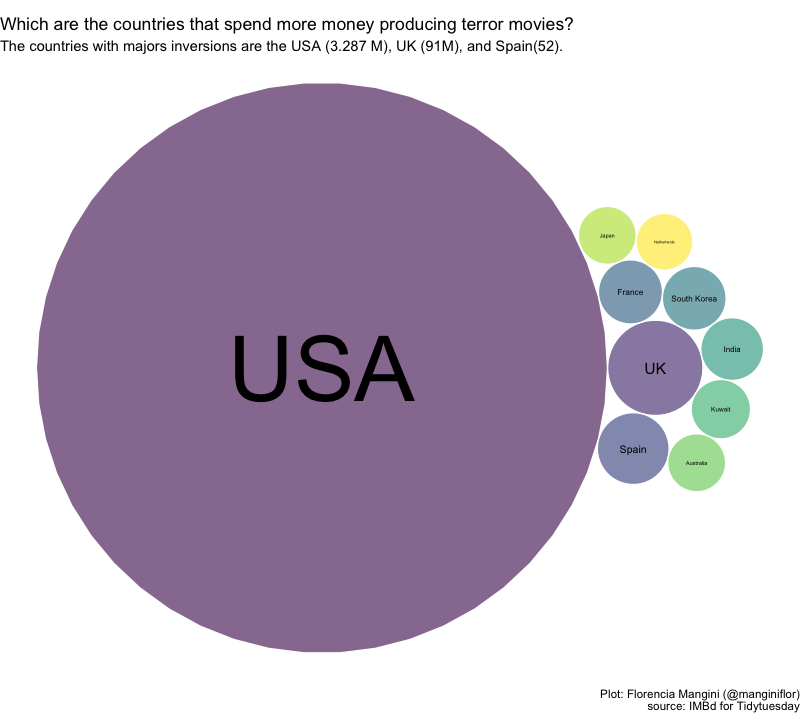 Which are the countries that spend more money producing terror movies?
The countries with majors inversions are the USA (3.287 M), UK (91M), and Spain(52).
Japan
Netherlands
France
South Korea
USA
UK
India
Kuwait
Spain
Australia
Plot: Florencia Mangini (@manginiflor)
source: IMBd for Tidytuesday